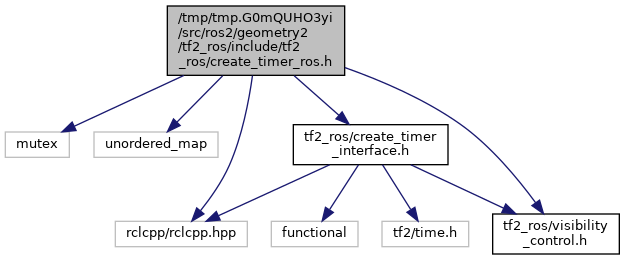 /tmp/tmp.G0mQUHO3yi
/src/ros2/geometry2
/tf2_ros/include/tf2
_ros/create_timer_ros.h
mutex
unordered_map
tf2_ros/create_timer
_interface.h
rclcpp/rclcpp.hpp
functional
tf2/time.h
tf2_ros/visibility
_control.h